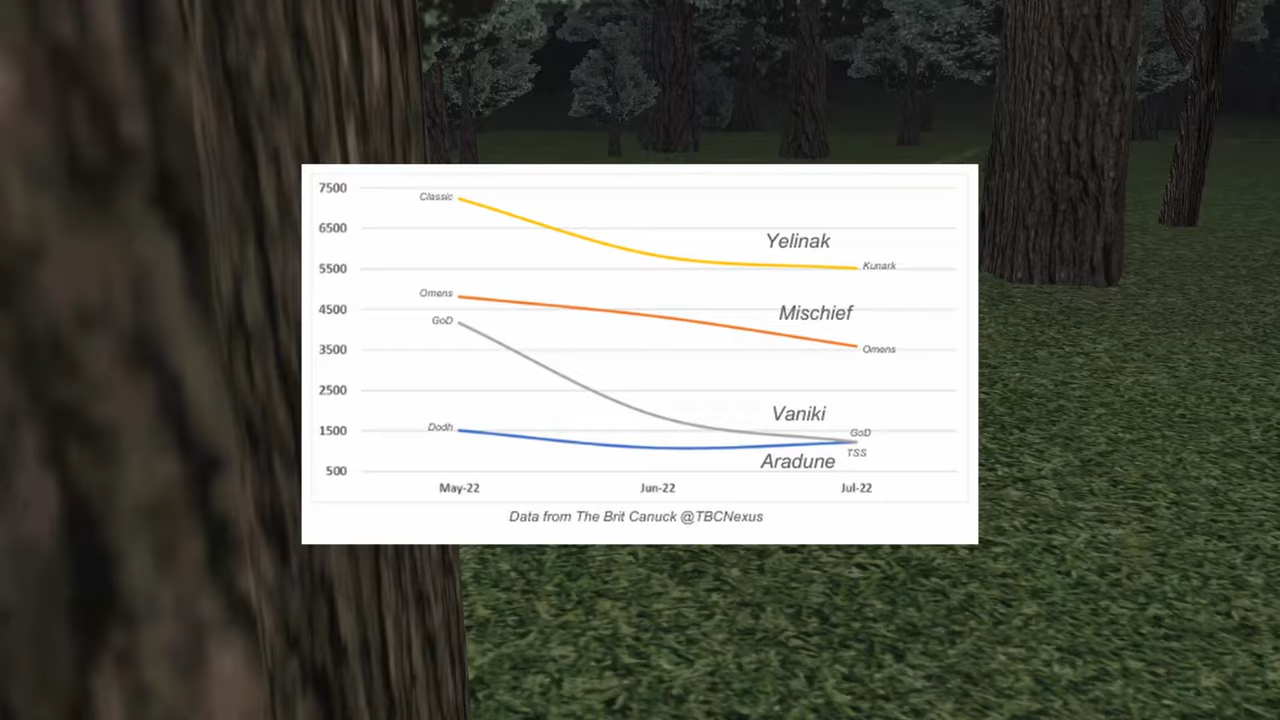 7500
Classic
6500
Yelinak
5500
Kunark
Omens
4500
Mischief
GoD
3500
Omens
2500
Vaniki
1500
Dodh
GoD
TSS
Aradune
500
May-22 Jun-22 Jul-22
Data from The Brit Canuck @TBCNexus